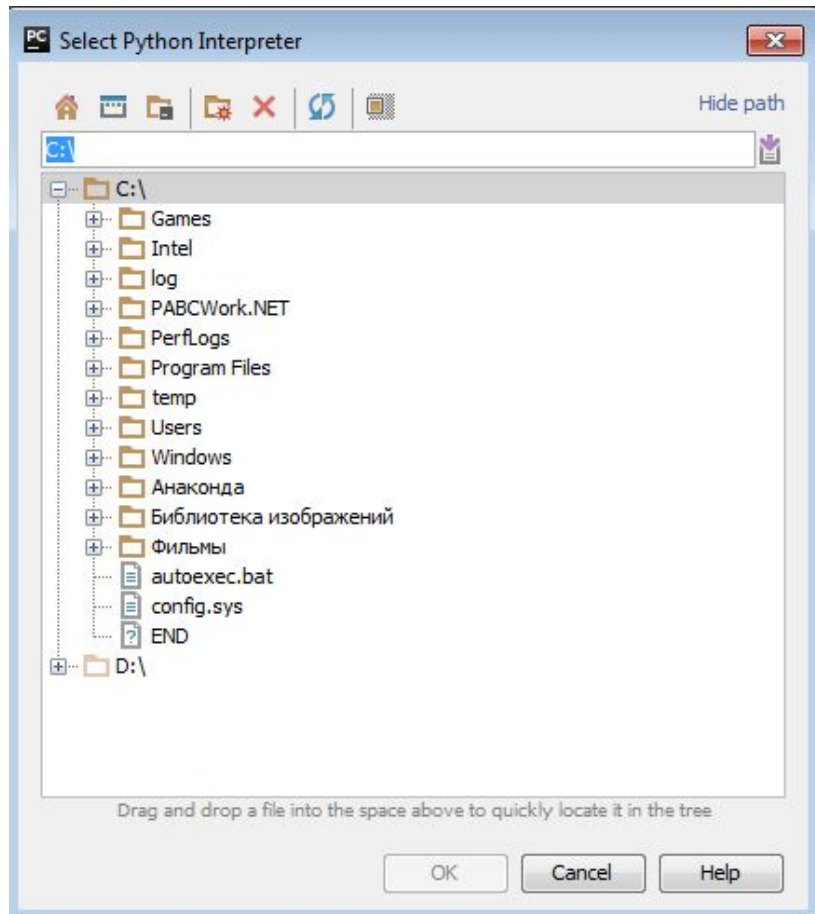 PC Select Python Interpreter
Hide path
C:\
C:\
Games
Intel
log
PABCWork.NET
PerfLogs
Program Files
temp
Users
Windows
Анаконда
Библиотека изображений
Фильмы
autoexec.bat
config.sys
? END
D:\
Drag and drop a file into the space above to quickly locate it in the tree
OK Cancel Help